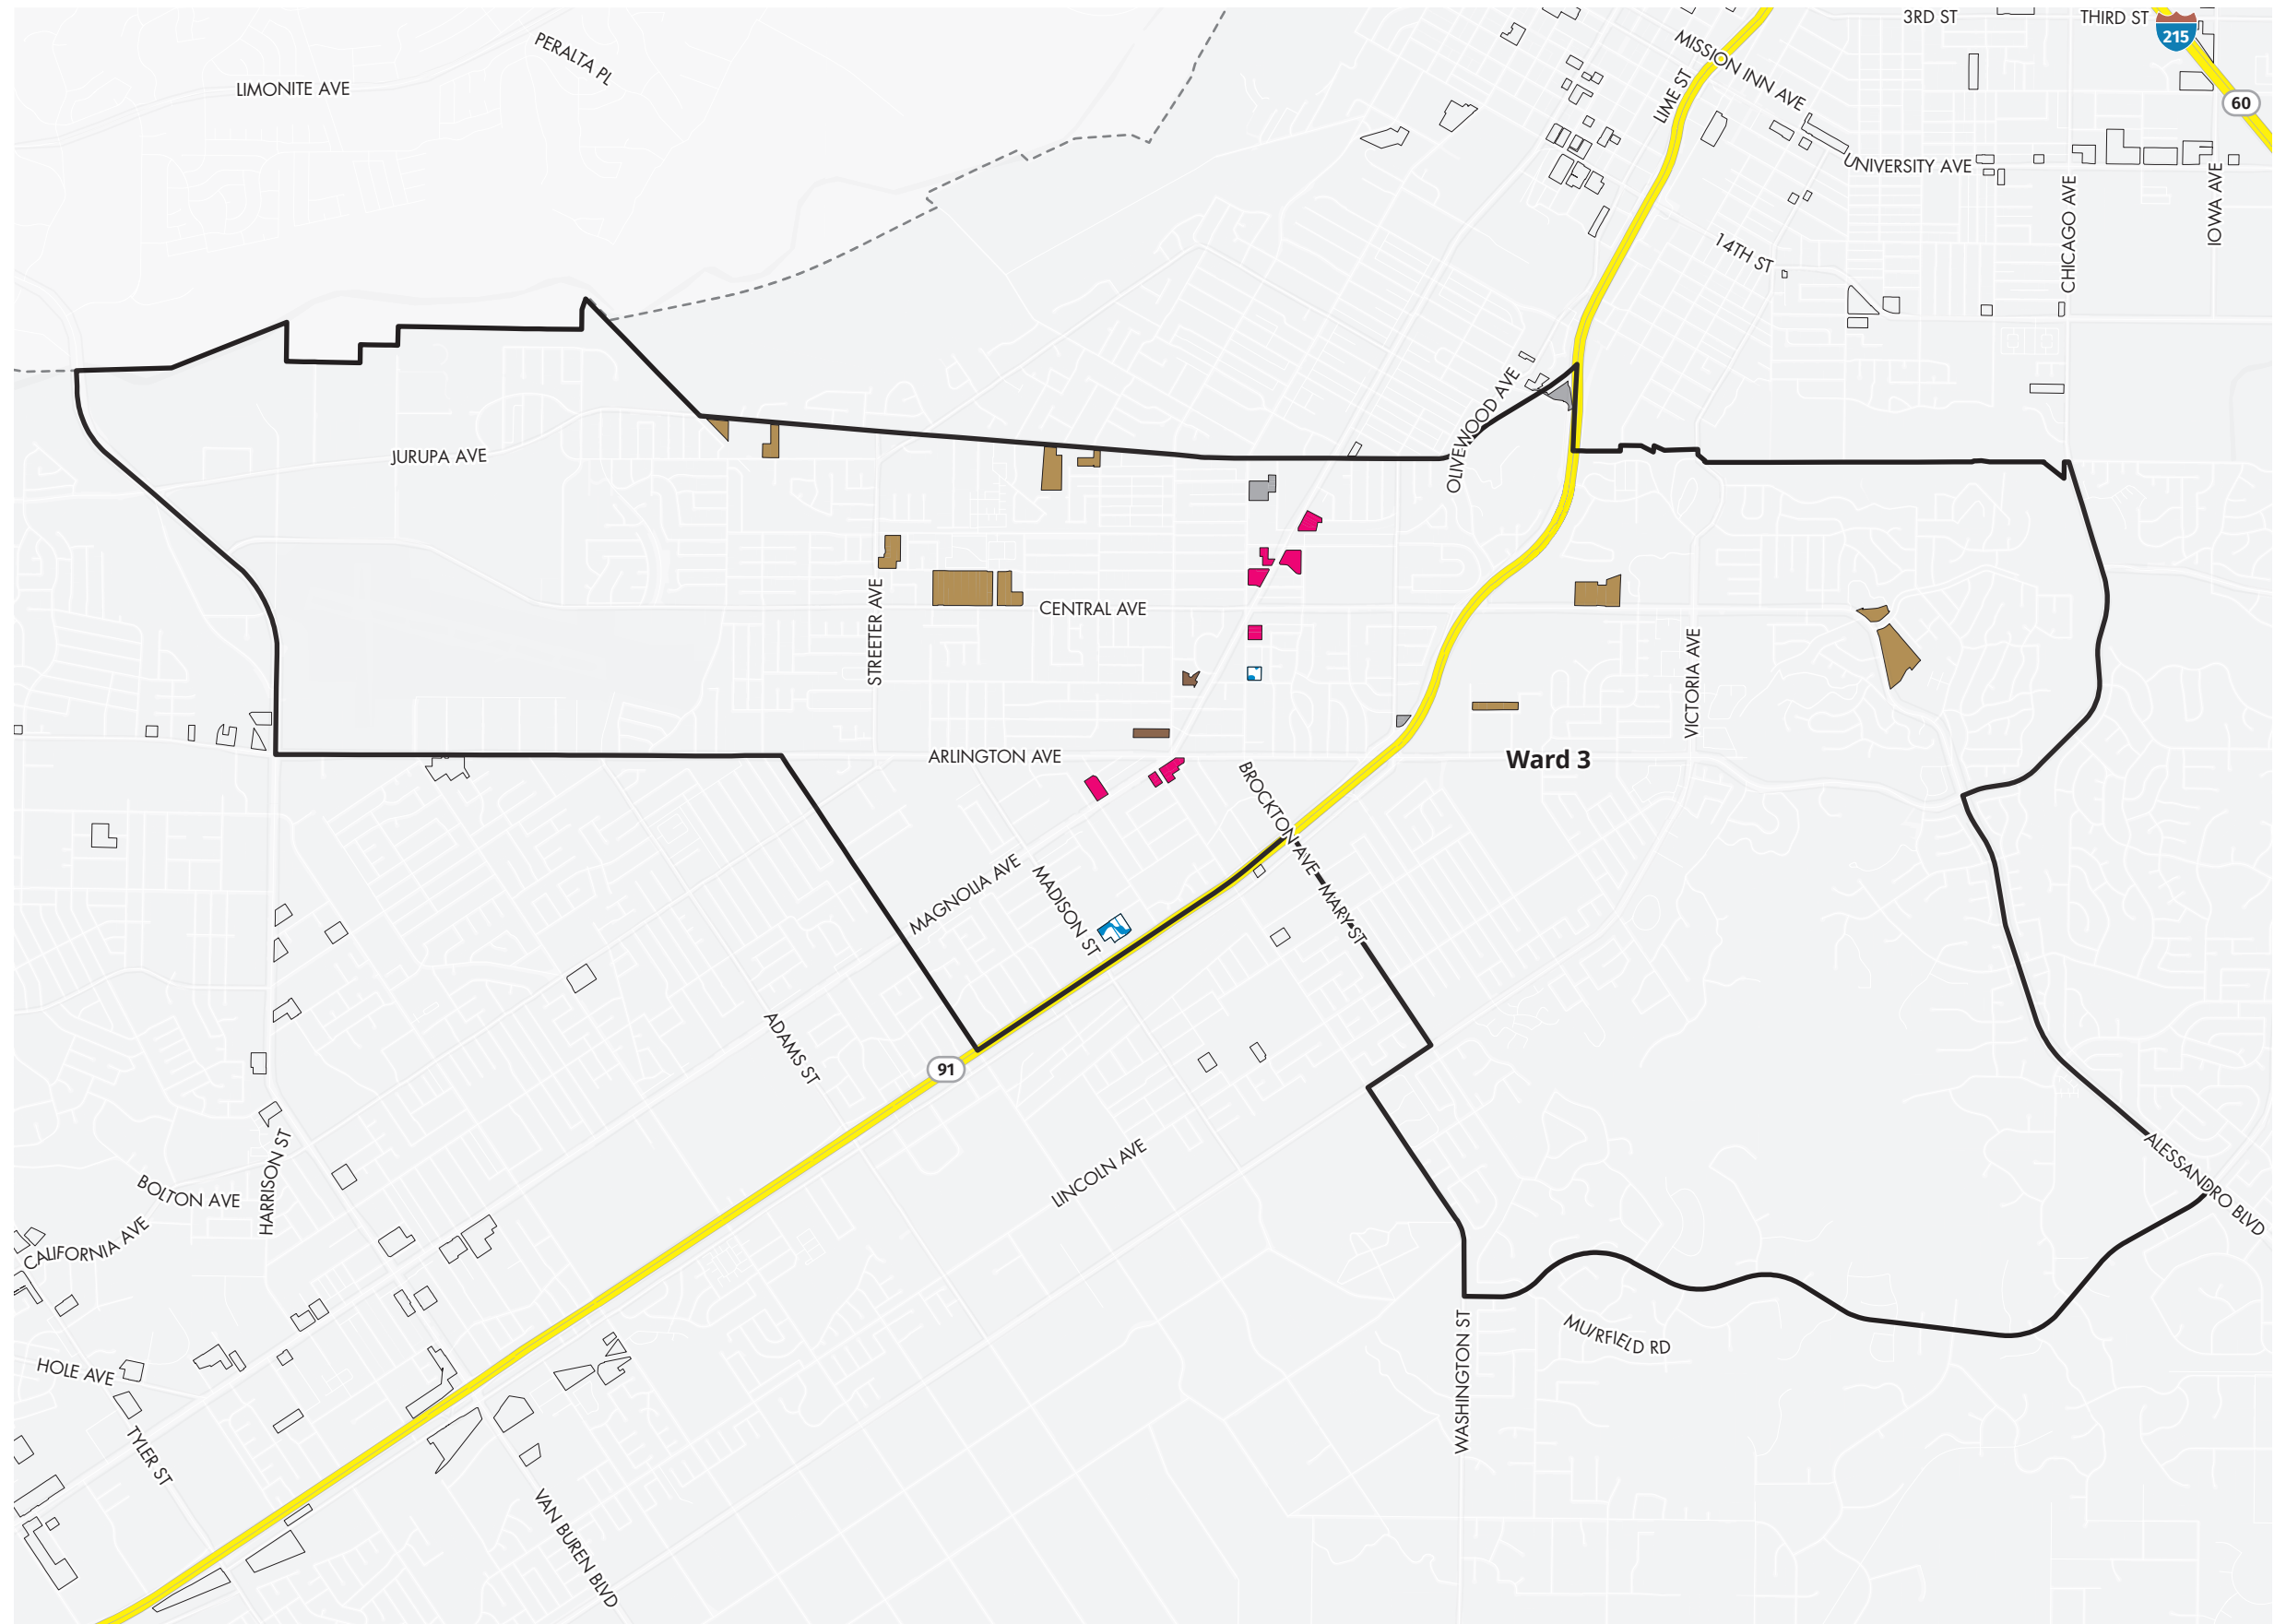 3RD ST
THIRD ST
215
PERALTA PL
MISSION INN AVE
LIMONITE AVE
LIME ST
60
UNIVERSITY AVE
IOWA AVE
CHICAGO AVE
14TH ST
OLIVEWOOD AVE
JURUPA AVE
STREETER AVE
CENTRAL AVE
VICTORIA AVE
ARLINGTON AVE
Ward 3
BROCKTON AVE
MAGNOLIA AVE
MADISON ST
MARY ST
ADAMS ST
91
LINCOLN AVE
HARRISON ST
BOLTON AVE
CALIFORNIA AVE
ALESSANDRO BLVD
MUIRFIELD RD
WASHINGTON ST
HOLE AVE
TYLER ST
VAN BUREN BLVD